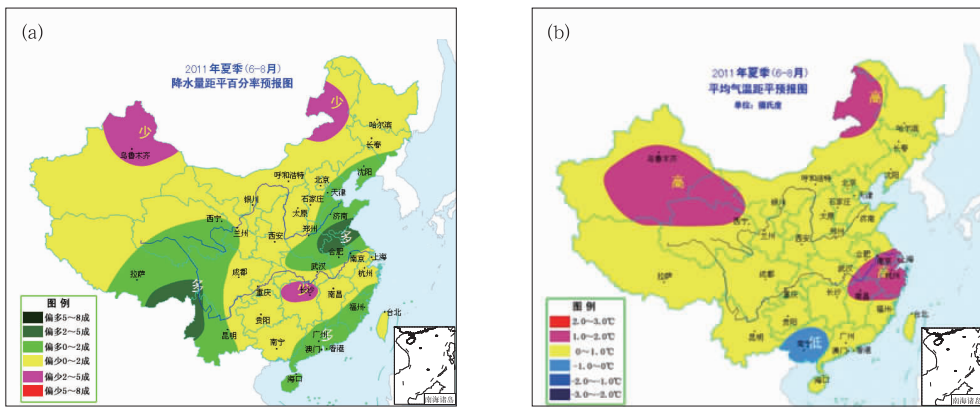 (a)
2011年夏季(6-8月)
降水量距平百分率预报图
少
少
哈尔滨
长春
乌鲁木齐
沈阳
呼和浩特
北京
天津
银川
石家庄
太原
济南
西宁
兰州
郑州
西安
多
合肥
南京
上海
拉萨
成都
武汉
杭州
多
重庆
少
长沙
南昌
贵阳
福州
昆明
台北
南宁
广州
多
澳门
香港
海口
图 例
偏多5~8成
偏多2~5成
偏多0~2成
偏少0~2成
偏少2~5成
偏少5~8成
南海诸岛
(b)
2011年夏季(6-8月)
平均气温距平预报图
单位：摄氏度
高
哈尔滨
长春
乌鲁木齐
高
沈阳
呼和浩特
北京
天津
银川
石家庄
太原
济南
西宁
兰州
郑州
西安
合肥
南京
上海
拉萨
成都
武汉
高
杭州
重庆
长沙
南昌
贵阳
福州
昆明
台北
南宁
低
广州
澳门
香港
海口
图 例
2.0~3.0℃
1.0~2.0℃
0~1.0℃
-1.0~0℃
-2.0~-1.0℃
-3.0~-2.0℃
南海诸岛